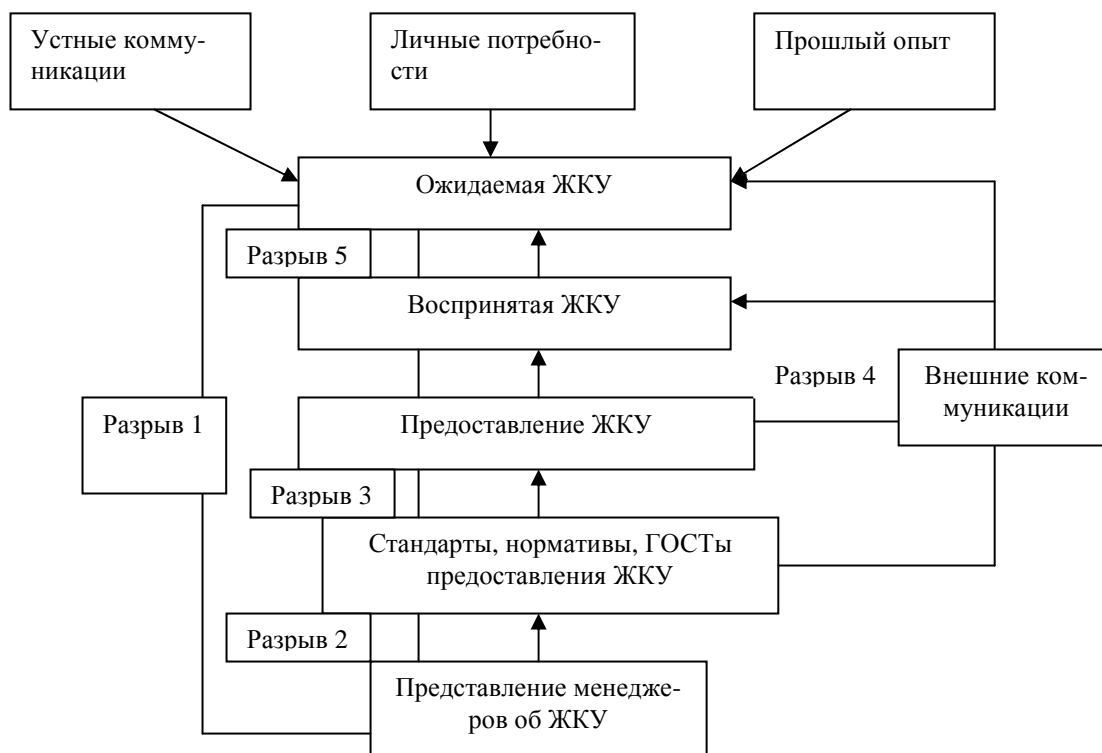 Устные комму-
никации
Личные потребно-
сти
Прошлый опыт
Ожидаемая ЖКУ
Разрыв 5
Воспринятая ЖКУ
Разрыв 4
Внешние ком-
муникации
Разрыв 1
Предоставление ЖКУ
Разрыв 3
Стандарты, нормативы, ГОСТы
предоставления ЖКУ
Разрыв 2
Представление менедже-
ров об ЖКУ